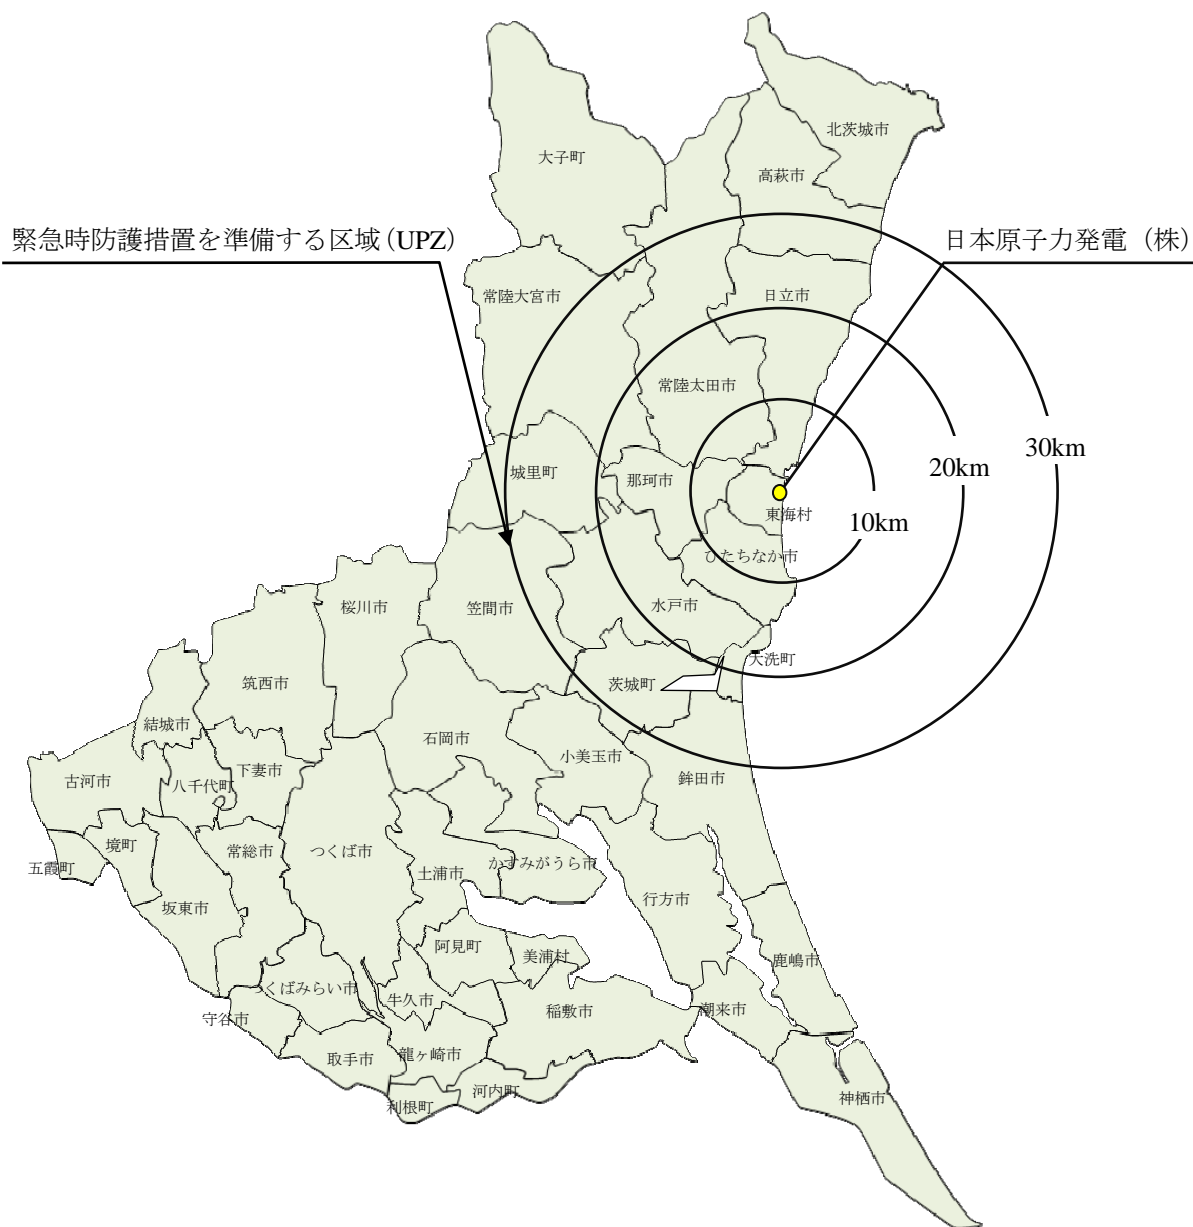 北茨城市
大子町
高萩市
緊急時防護措置を準備する区域(UPZ)
日本原子力発電（株）
常陸大宮市
日立市
常陸太田市
30km
20km
城里町
那珂市
東海村
10km
ひたちなか市
桜川市
笠間市
水戸市
大洗町
筑西市
茨城町
結城市
石岡市
小美玉市
下妻市
古河市
八千代町
鉾田市
境町
常総市
つくば市
五霞町
土浦市
かすみがうら市
坂東市
行方市
阿見町
美浦村
鹿嶋市
つくばみらい市
牛久市
稲敷市
潮来市
守谷市
取手市
龍ヶ崎市
河内町
神栖市
利根町